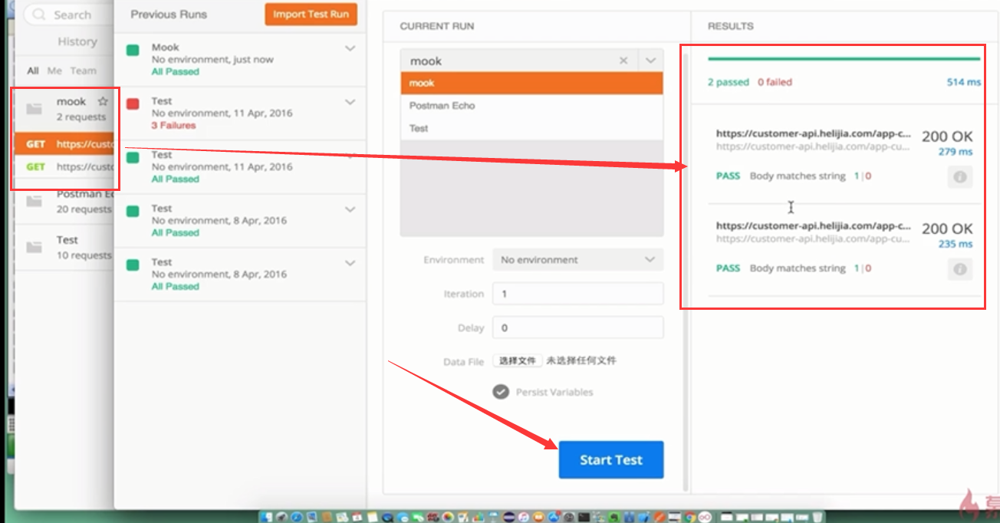 Search
History
All Me Team
mook
2 requests
GET https://custo
GET https://custo
Postman Ec
20 requests
Test
10 requests
Previous Runs
Import Test Run
Mook
No environment, just now
All Passed
Test
No environment, 11 Apr, 2016
3 Failures
Test
No environment, 11 Apr, 2016
All Passed
Test
No environment, 8 Apr, 2016
All Passed
Test
No environment, 8 Apr, 2016
All Passed
CURRENT RUN
mook
mook
Postman Echo
Test
Environment No environment
Iteration 1
Delay 0
Data File 选择文件 未选择任何文件
Persist Variables
Start Test
RESULTS
2 passed 0 failed 514 ms
https://customer-api.helijia.com/app-c... 200 OK
https://customer-api.helijia.com/app-cu... 279 ms
PASS Body matches string 1|0
https://customer-api.helijia.com/app-c... 200 OK
https://customer-api.helijia.com/app-cu... 235 ms
PASS Body matches string 1|0